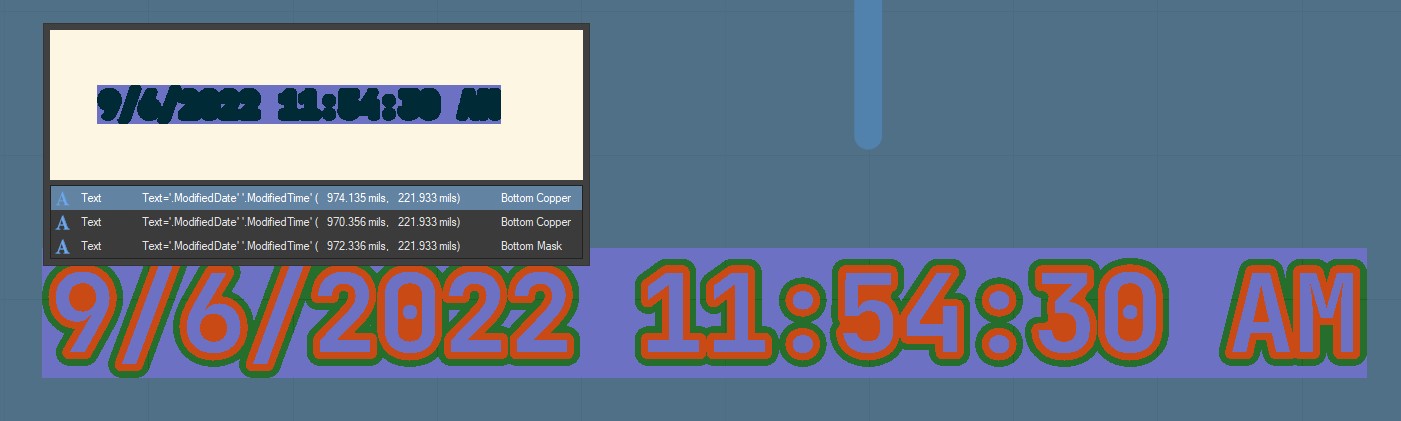 9/6/2022 11:54:30 AM
A Text Text='.ModifiedDate' '.ModifiedTime' ( 974.135 mils, 221.933 mils) Bottom Copper
A Text Text='.ModifiedDate' '.ModifiedTime' ( 970.356 mils, 221.933 mils) Bottom Copper
A Text Text='.ModifiedDate' '.ModifiedTime' ( 972.336 mils, 221.933 mils) Bottom Mask
9/6/2022 11:54:30 AM